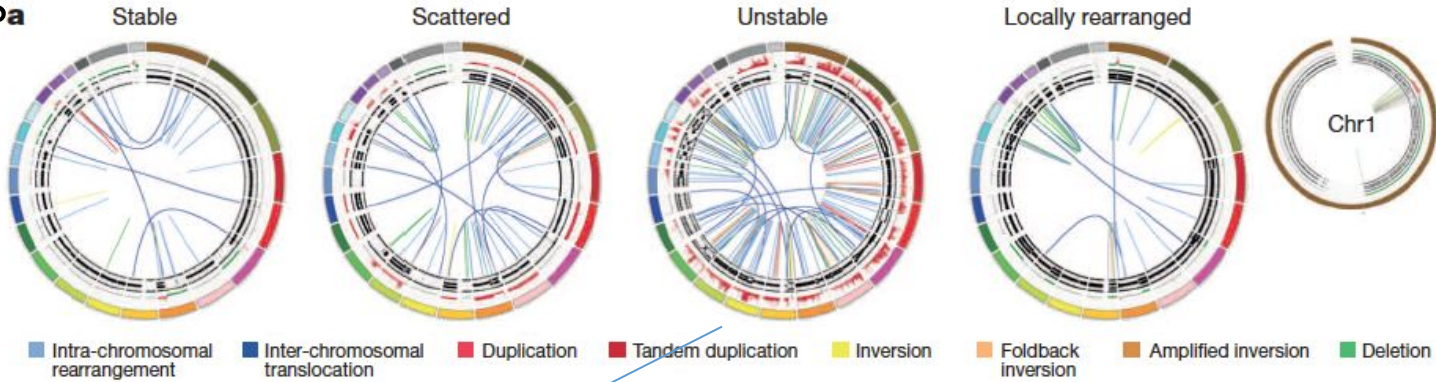 a
Stable
Scattered
Unstable
Locally rearranged
Chr1
Intra-chromosomal
rearrangement
Inter-chromosomal
translocation
Duplication
Tandem duplication
Inversion
Foldback
inversion
Amplified inversion
Deletion